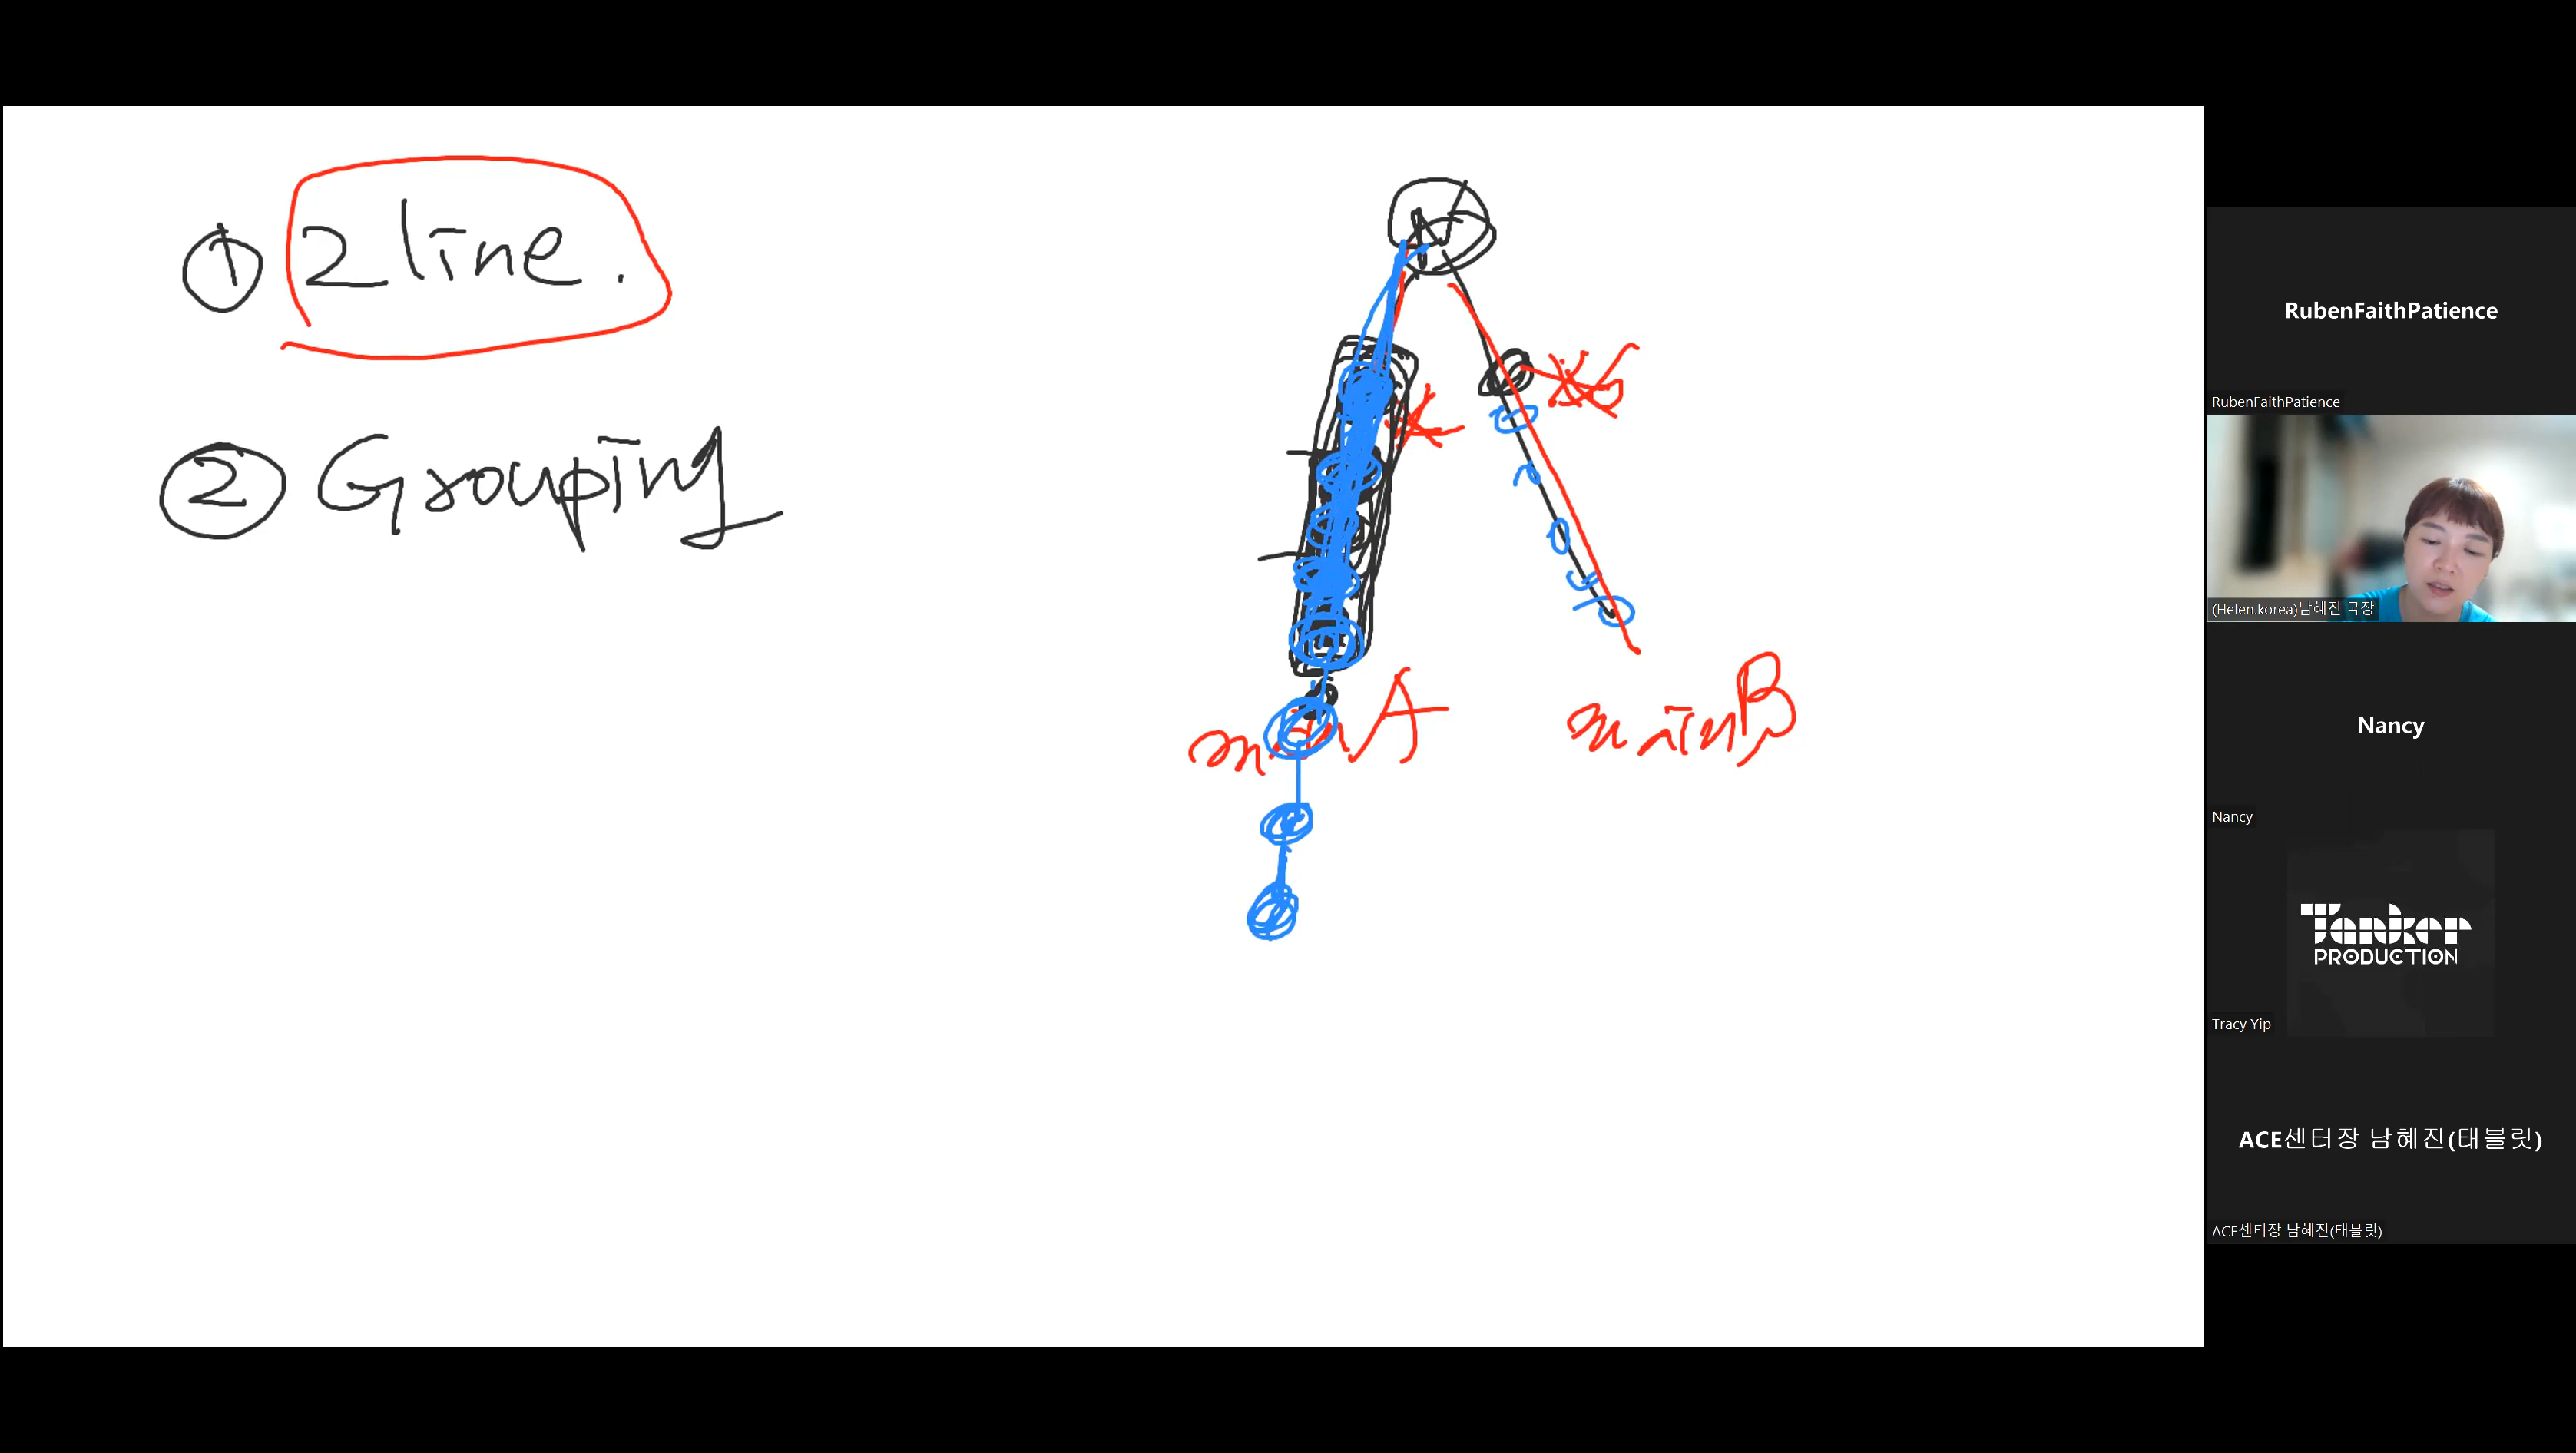 ① 2 line.
② Grouping
A
main B
RubenFaithPatience
RubenFaithPatience
(Helen.korea)남혜진 국장
Nancy
Nancy
Tanker
PRODUCTION
Tracy Yip
ACE센터장 남혜진(태블릿)
ACE센터장 남혜진(태블릿)